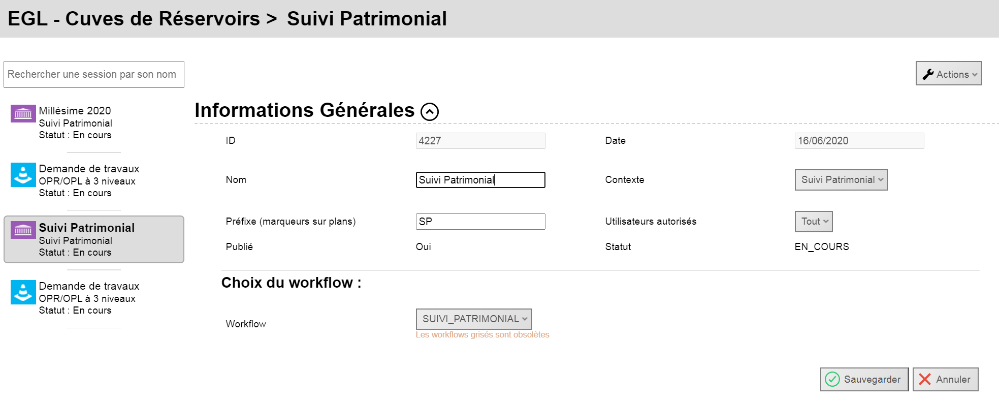 EGL - Cuves de Réservoirs > Suivi Patrimonial
Rechercher une session par son nom
Actions
Millésime 2020
Suivi Patrimonial
Statut : En cours
Demande de travaux
OPR/OPL à 3 niveaux
Statut : En cours
Suivi Patrimonial
Suivi Patrimonial
Statut : En cours
Demande de travaux
OPR/OPL à 3 niveaux
Statut : En cours
Informations Générales
ID 4227 Date 16/06/2020
Nom Suivi Patrimonial Contexte Suivi Patrimonial
Préfixe (marqueurs sur plans) SP Utilisateurs autorisés Tout
Publié Oui Statut EN_COURS
Choix du workflow :
Workflow SUIVI_PATRIMONIAL
Les workflows grisés sont obsolètes
Sauvegarder Annuler